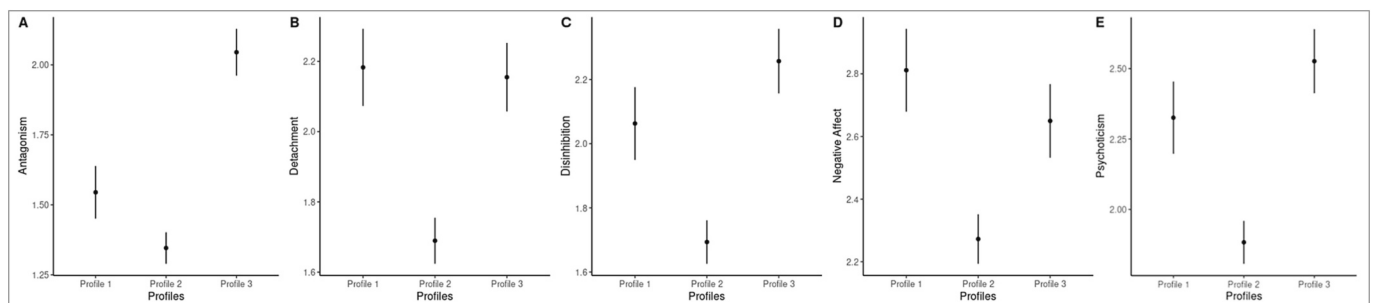 A
Antagonism
2.00
1.75
1.50
1.25
Profile 1 Profile 2 Profile 3
Profiles
B
Detachment
2.2
2.0
1.8
1.6
Profile 1 Profile 2 Profile 3
Profiles
C
Disinhibition
2.2
2.0
1.8
1.6
Profile 1 Profile 2 Profile 3
Profiles
D
Negative Affect
2.8
2.6
2.4
2.2
Profile 1 Profile 2 Profile 3
Profiles
E
Psychoticism
2.50
2.25
2.00
Profile 1 Profile 2 Profile 3
Profiles